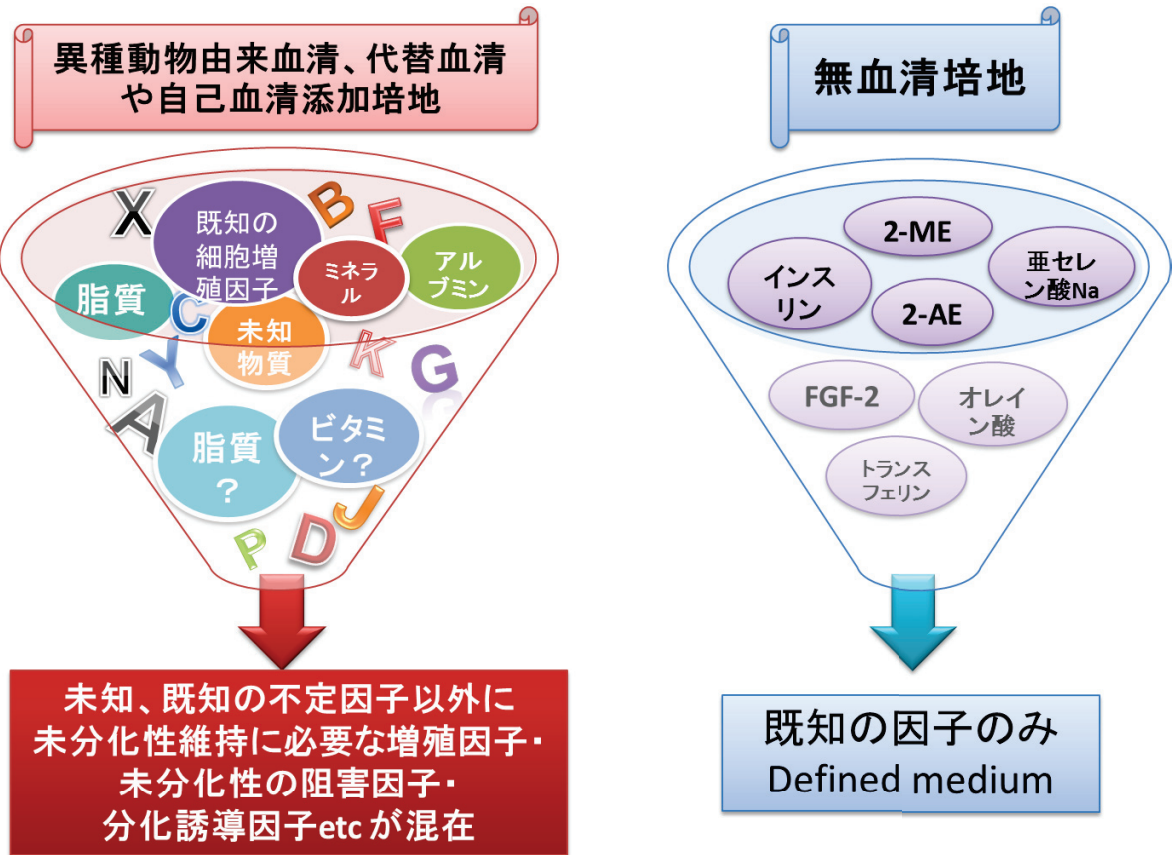 異種動物由来血清、代替血清
や自己血清添加培地
X
既知の
細胞増
殖因子
B
F
ミネラ
ル
アル
ブミン
脂質
C
未知
物質
Y
N
K
G
A
脂質
？
ビタミ
ン？
J
D
P
未知、既知の不定因子以外に
未分化性維持に必要な増殖因子・
未分化性の阻害因子・
分化誘導因子etc が混在
無血清培地
2-ME
インス
リン
亜セレ
ン酸Na
2-AE
FGF-2
オレイ
ン酸
トランス
フェリン
既知の因子のみ
Defined medium